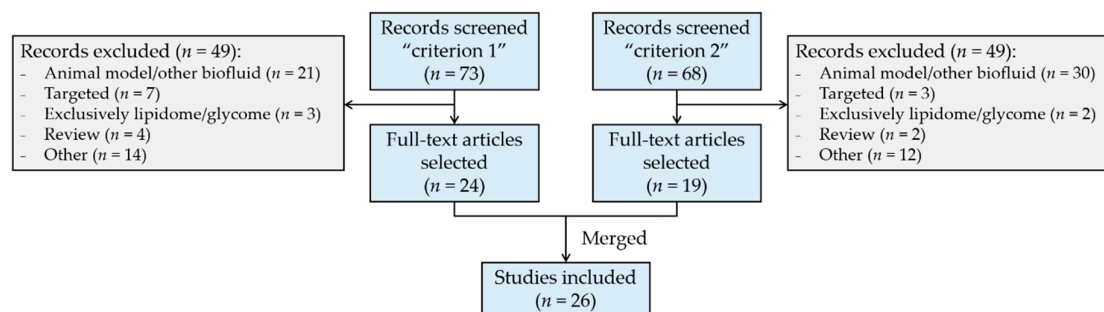 Records screened
“criterion 1”
(n = 73)
Records screened
“criterion 2”
(n = 68)
Records excluded (n = 49):
- Animal model/other biofluid (n = 21)
- Targeted (n = 7)
- Exclusively lipidome/glycome (n = 3)
- Review (n = 4)
- Other (n = 14)
Records excluded (n = 49):
- Animal model/other biofluid (n = 30)
- Targeted (n = 3)
- Exclusively lipidome/glycome (n = 2)
- Review (n = 2)
- Other (n = 12)
Full-text articles
selected
(n = 24)
Full-text articles
selected
(n = 19)
Merged
Studies included
(n = 26)